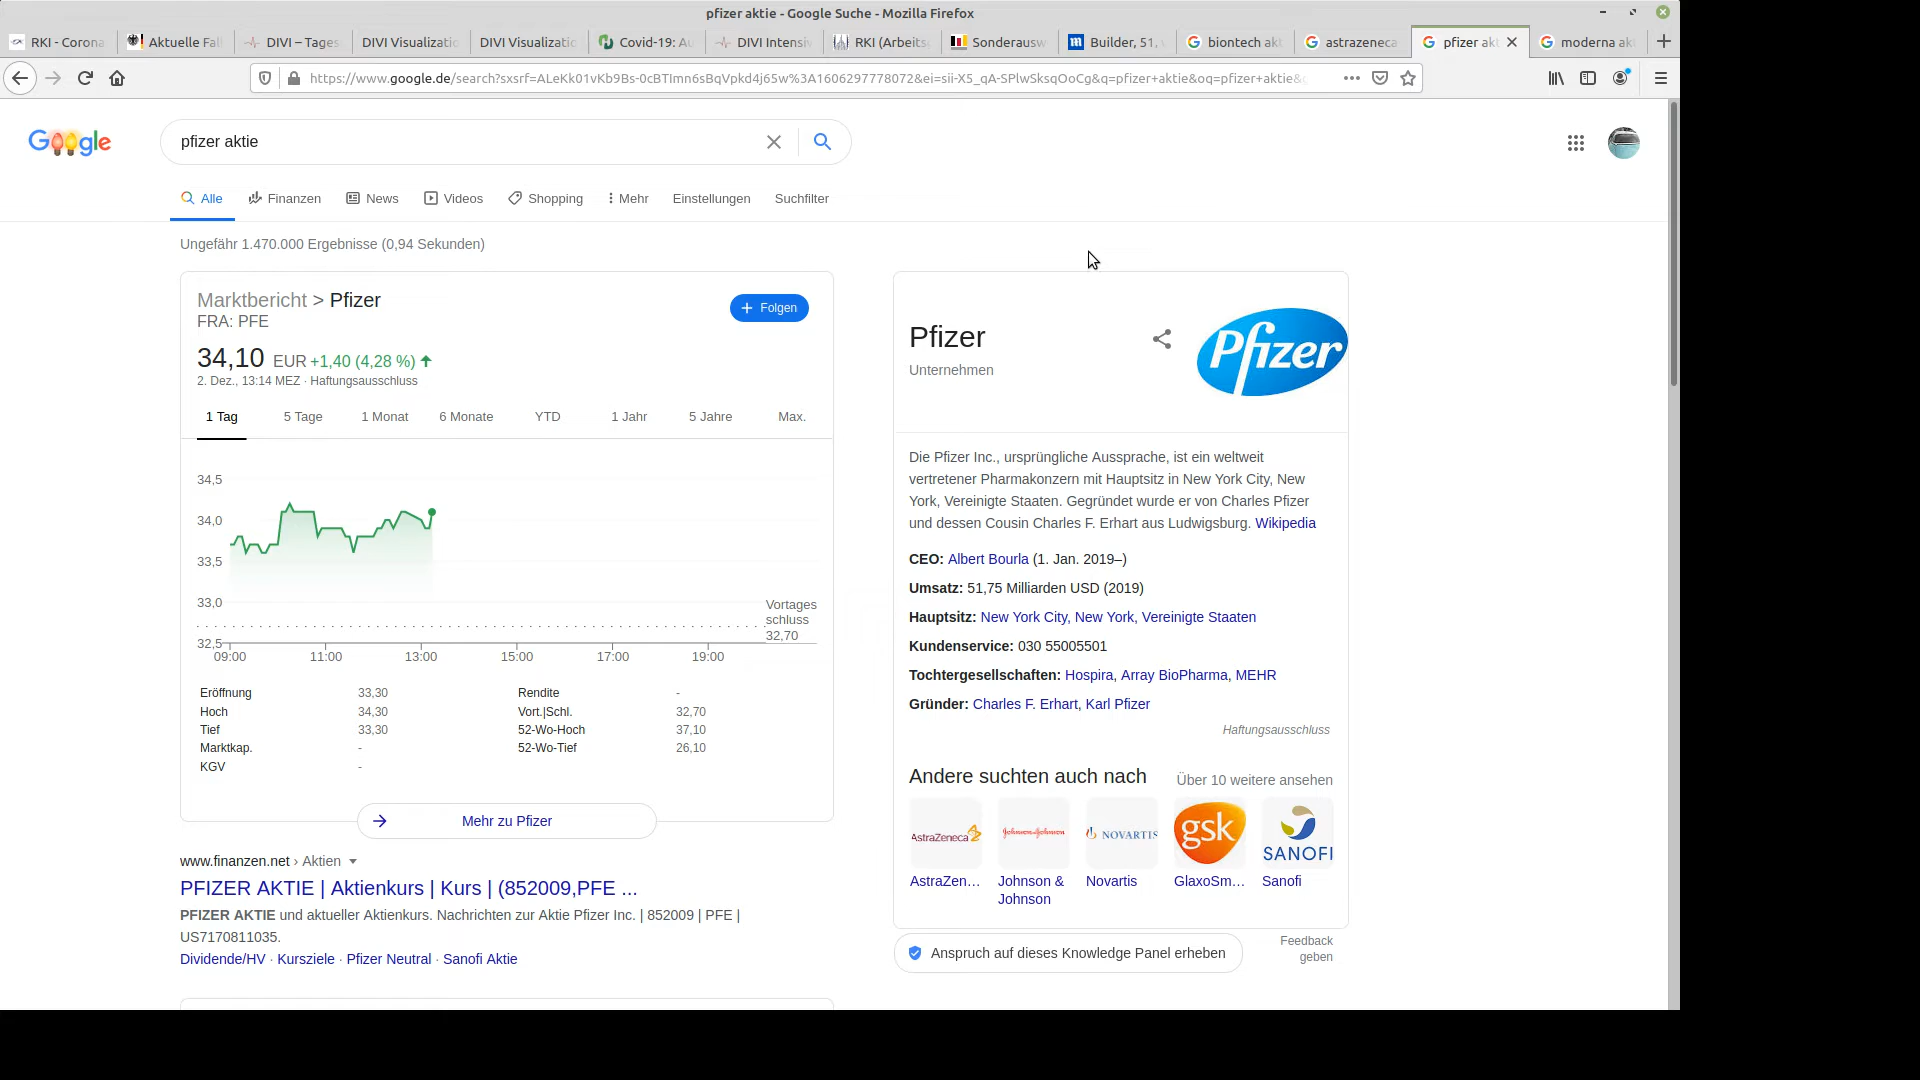 pfizer aktie - Google Suche - Mozilla Firefox
RKI - Corona
Aktuelle Fal
DIVI – Tages
DIVI Visualizatic
DIVI Visualizatic
Covid-19: Au
DIVI Intensiv
RKI (Arbeits
Sonderausw
Builder, 51,
biontech akt
astrazeneca
pfizer akt
moderna ak
https://www.google.de/search?sxsrf=ALeKk01vKb9Bs-0cBTImn6sBqVpkd4j65w%3A1606297778072&ei=sii-X5_qA-SPlwSksqOoCg&q=pfizer+aktie&oq=pfizer+aktie&
Google
pfizer aktie
Alle
Finanzen
News
Videos
Shopping
Mehr
Einstellungen
Suchfilter
Ungefähr 1.470.000 Ergebnisse (0,94 Sekunden)
Marktbericht > Pfizer
FRA: PFE
+ Folgen
34,10 EUR +1,40 (4,28 %)
2. Dez., 13:14 MEZ · Haftungsausschluss
1 Tag
5 Tage
1 Monat
6 Monate
YTD
1 Jahr
5 Jahre
Max.
34,5
34,0
33,5
33,0
32,5
Vortages
schluss
32,70
09:00
11:00
13:00
15:00
17:00
19:00
Eröffnung 33,30 Rendite -
Hoch 34,30 Vort.|Schl. 32,70
Tief 33,30 52-Wo-Hoch 37,10
Marktkap. - 52-Wo-Tief 26,10
KGV -
Mehr zu Pfizer
www.finanzen.net › Aktien
PFIZER AKTIE | Aktienkurs | Kurs | (852009,PFE ...
PFIZER AKTIE und aktueller Aktienkurs. Nachrichten zur Aktie Pfizer Inc. | 852009 | PFE |
US7170811035.
Dividende/HV · Kursziele · Pfizer Neutral · Sanofi Aktie
Pfizer
Unternehmen
Pfizer
Die Pfizer Inc., ursprüngliche Aussprache, ist ein weltweit
vertretener Pharmakonzern mit Hauptsitz in New York City, New
York, Vereinigte Staaten. Gegründet wurde er von Charles Pfizer
und dessen Cousin Charles F. Erhart aus Ludwigsburg. Wikipedia
CEO: Albert Bourla (1. Jan. 2019–)
Umsatz: 51,75 Milliarden USD (2019)
Hauptsitz: New York City, New York, Vereinigte Staaten
Kundenservice: 030 55005501
Tochtergesellschaften: Hospira, Array BioPharma, MEHR
Gründer: Charles F. Erhart, Karl Pfizer
Haftungsausschluss
Andere suchten auch nach
Über 10 weitere ansehen
AstraZeneca
Johnson & Johnson
NOVARTIS
gsk
SANOFI
AstraZen...
Johnson &
Johnson
Novartis
GlaxoSm...
Sanofi
Anspruch auf dieses Knowledge Panel erheben
Feedback
geben